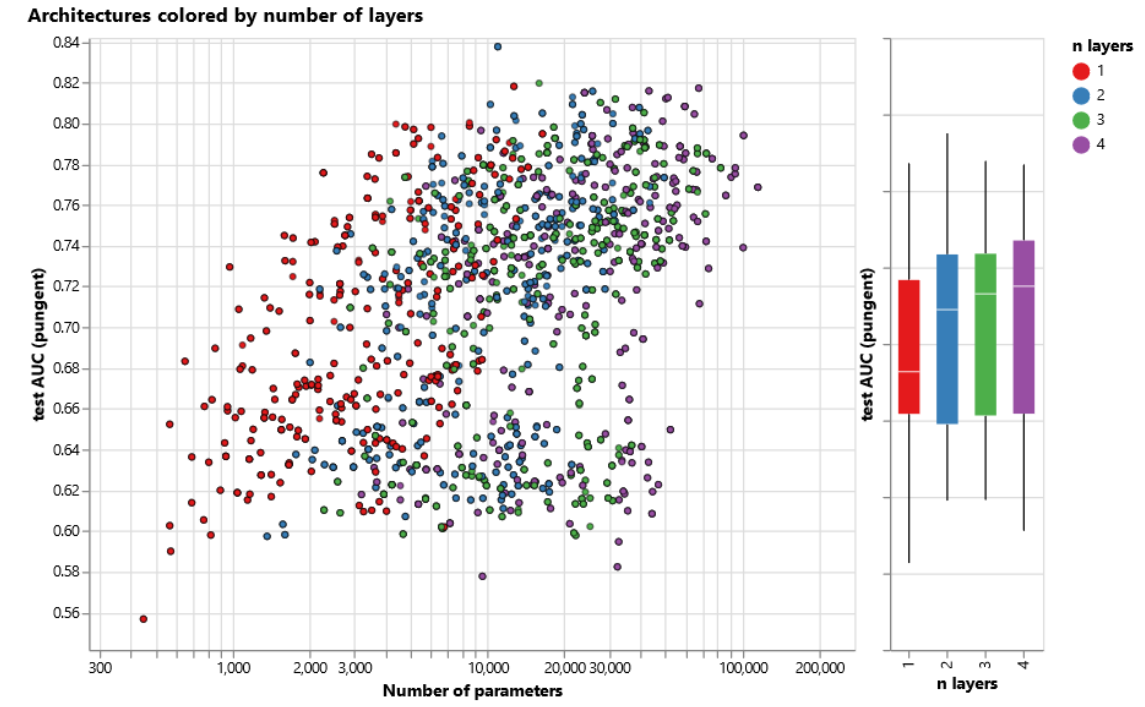 Architectures colored by number of layers
test AUC (pungent)
0.84
0.82
0.80
0.78
0.76
0.74
0.72
0.70
0.68
0.66
0.64
0.62
0.60
0.58
0.56
300 1,000 2,000 3,000 10,000 20,000 30,000 100,000 200,000
Number of parameters
test AUC (pungent)
1 2 3 4
n layers
n layers
1
2
3
4